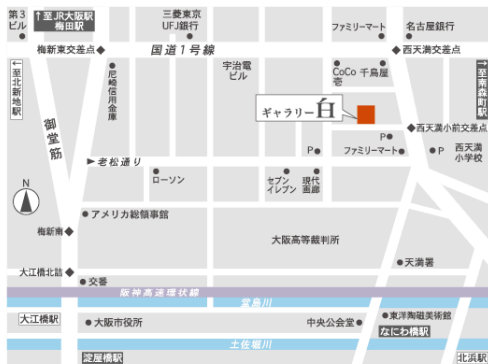 第3
ビル
↑至JR大阪駅
梅田駅
三菱東京
UFJ銀行
ファミリーマート
名古屋銀行
梅新東交差点
国道1号線
西天満交差点
←至北新地駅
尼崎信用金庫
宇治電
ビル
CoCo
壱
千鳥屋
→至南森町駅
ギャラリー白
御堂筋
西天満小前交差点
P
ファミリーマート
P
P
西天満
小学校
老松通り
ローソン
セブン
イレブン
現代
画廊
N
アメリカ総領事館
梅新南
大阪高等裁判所
大江橋北詰
天満署
交番
阪神高速環状線
堂島川
大江橋駅
大阪市役所
中央公会堂
東洋陶磁美術館
なにわ橋駅
土佐堀川
淀屋橋駅
北浜駅